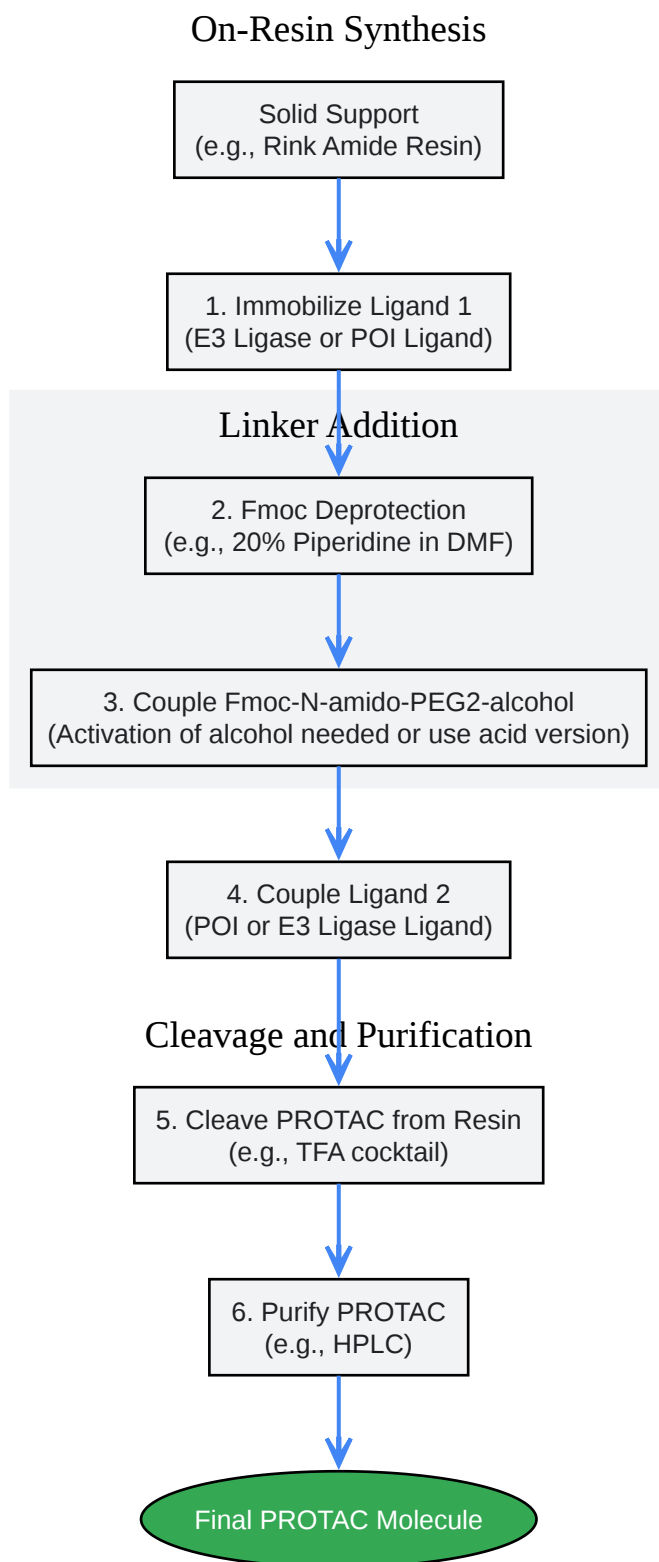 On-Resin Synthesis
Solid Support
(e.g., Rink Amide Resin)
1. Immobilize Ligand 1
(E3 Ligase or POI Ligand)
Linker Addition
2. Fmoc Deprotection
(e.g., 20% Piperidine in DMF)
3. Couple Fmoc-N-amido-PEG2-alcohol
(Activation of alcohol needed or use acid version)
4. Couple Ligand 2
(POI or E3 Ligase Ligand)
Cleavage and Purification
5. Cleave PROTAC from Resin
(e.g., TFA cocktail)
6. Purify PROTAC
(e.g., HPLC)
Final PROTAC Molecule